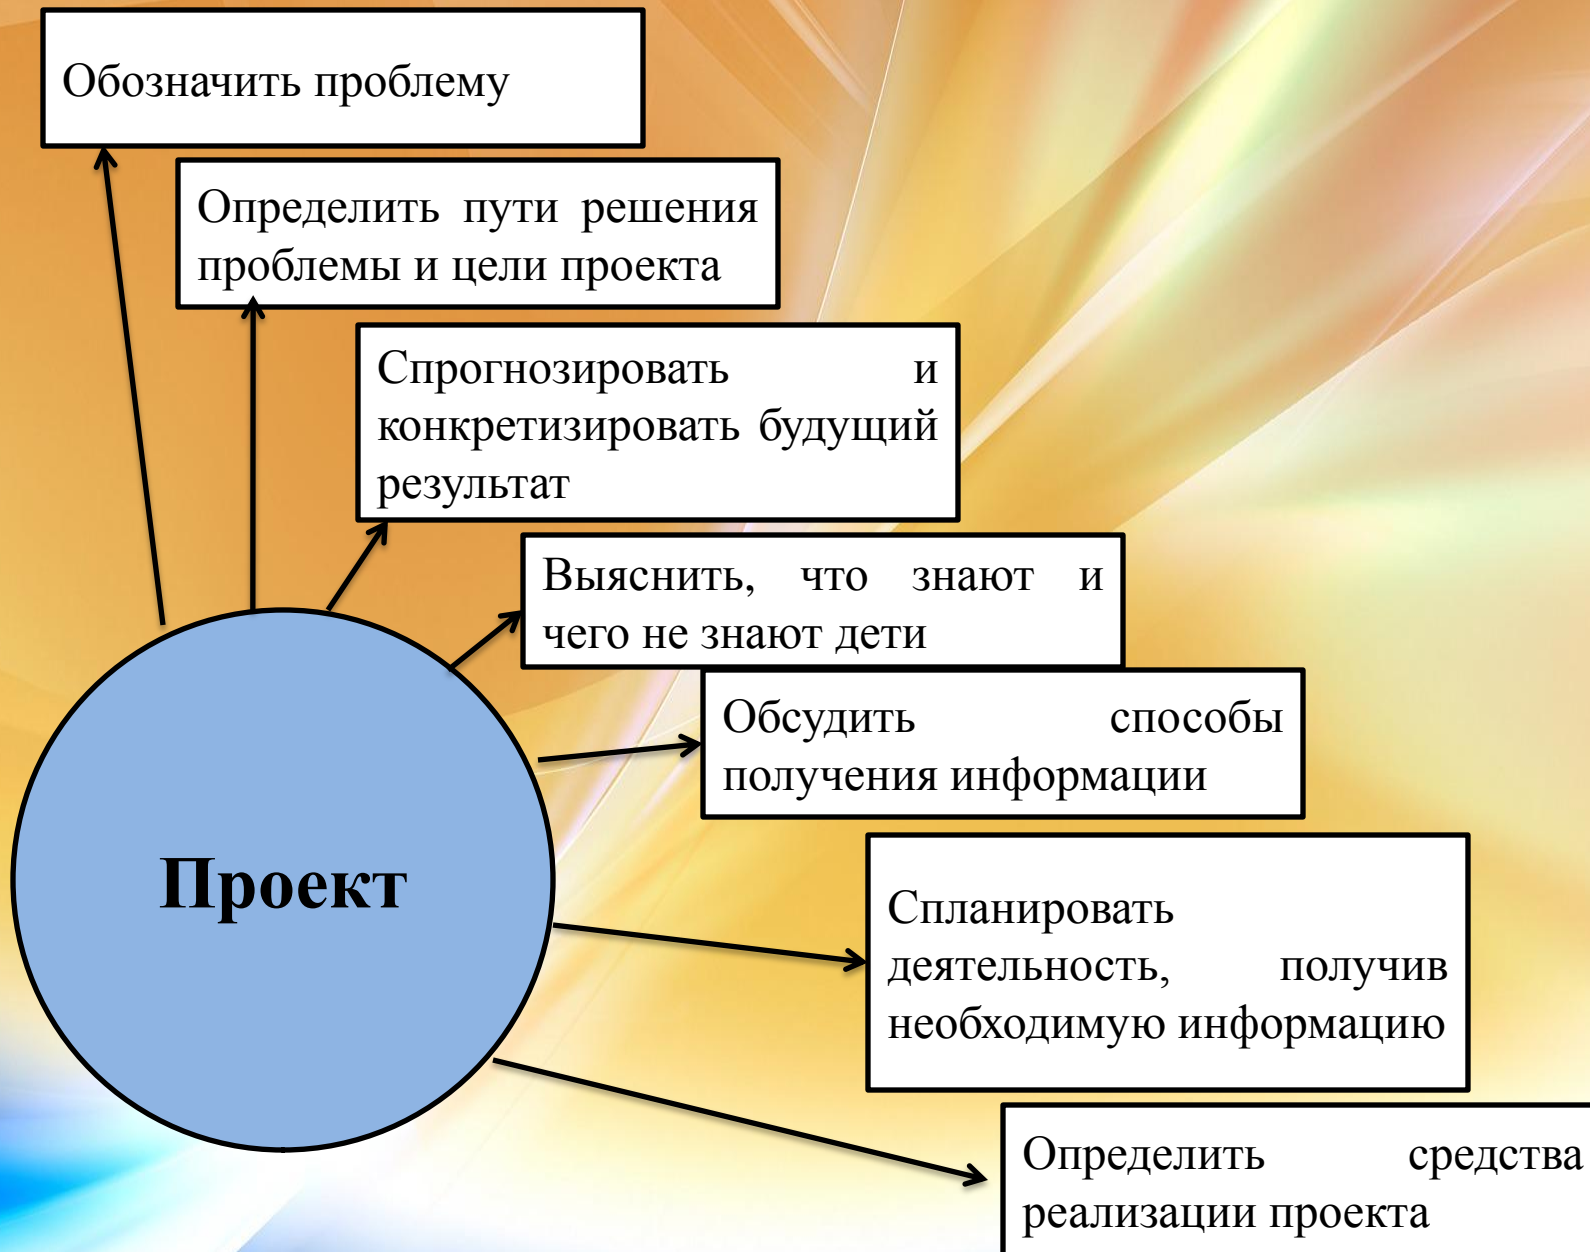 Обозначить проблему
Определить пути решения
проблемы и цели проекта
Спрогнозировать и
конкретизировать будущий
результат
Выяснить, что знают и
чего не знают дети
Обсудить способы
получения информации
Проект
Спланировать
деятельность, получив
необходимую информацию
Определить средства
реализации проекта